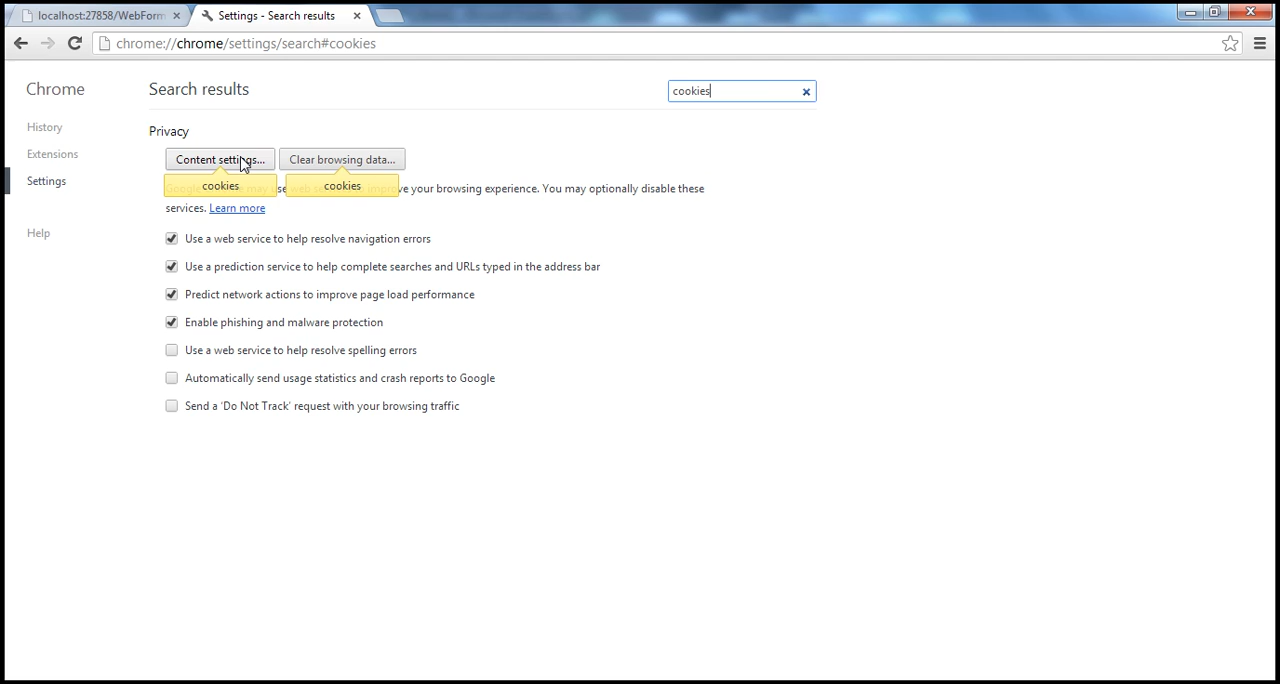 localhost:27858/WebForm
Settings - Search results
chrome://chrome/settings/search#cookies
Chrome
Search results
cookies
History
Extensions
Settings
Help
Privacy
Content settings...
Clear browsing data...
cookies
cookies
improve your browsing experience. You may optionally disable these
services. Learn more
Use a web service to help resolve navigation errors
Use a prediction service to help complete searches and URLs typed in the address bar
Predict network actions to improve page load performance
Enable phishing and malware protection
Use a web service to help resolve spelling errors
Automatically send usage statistics and crash reports to Google
Send a 'Do Not Track' request with your browsing traffic